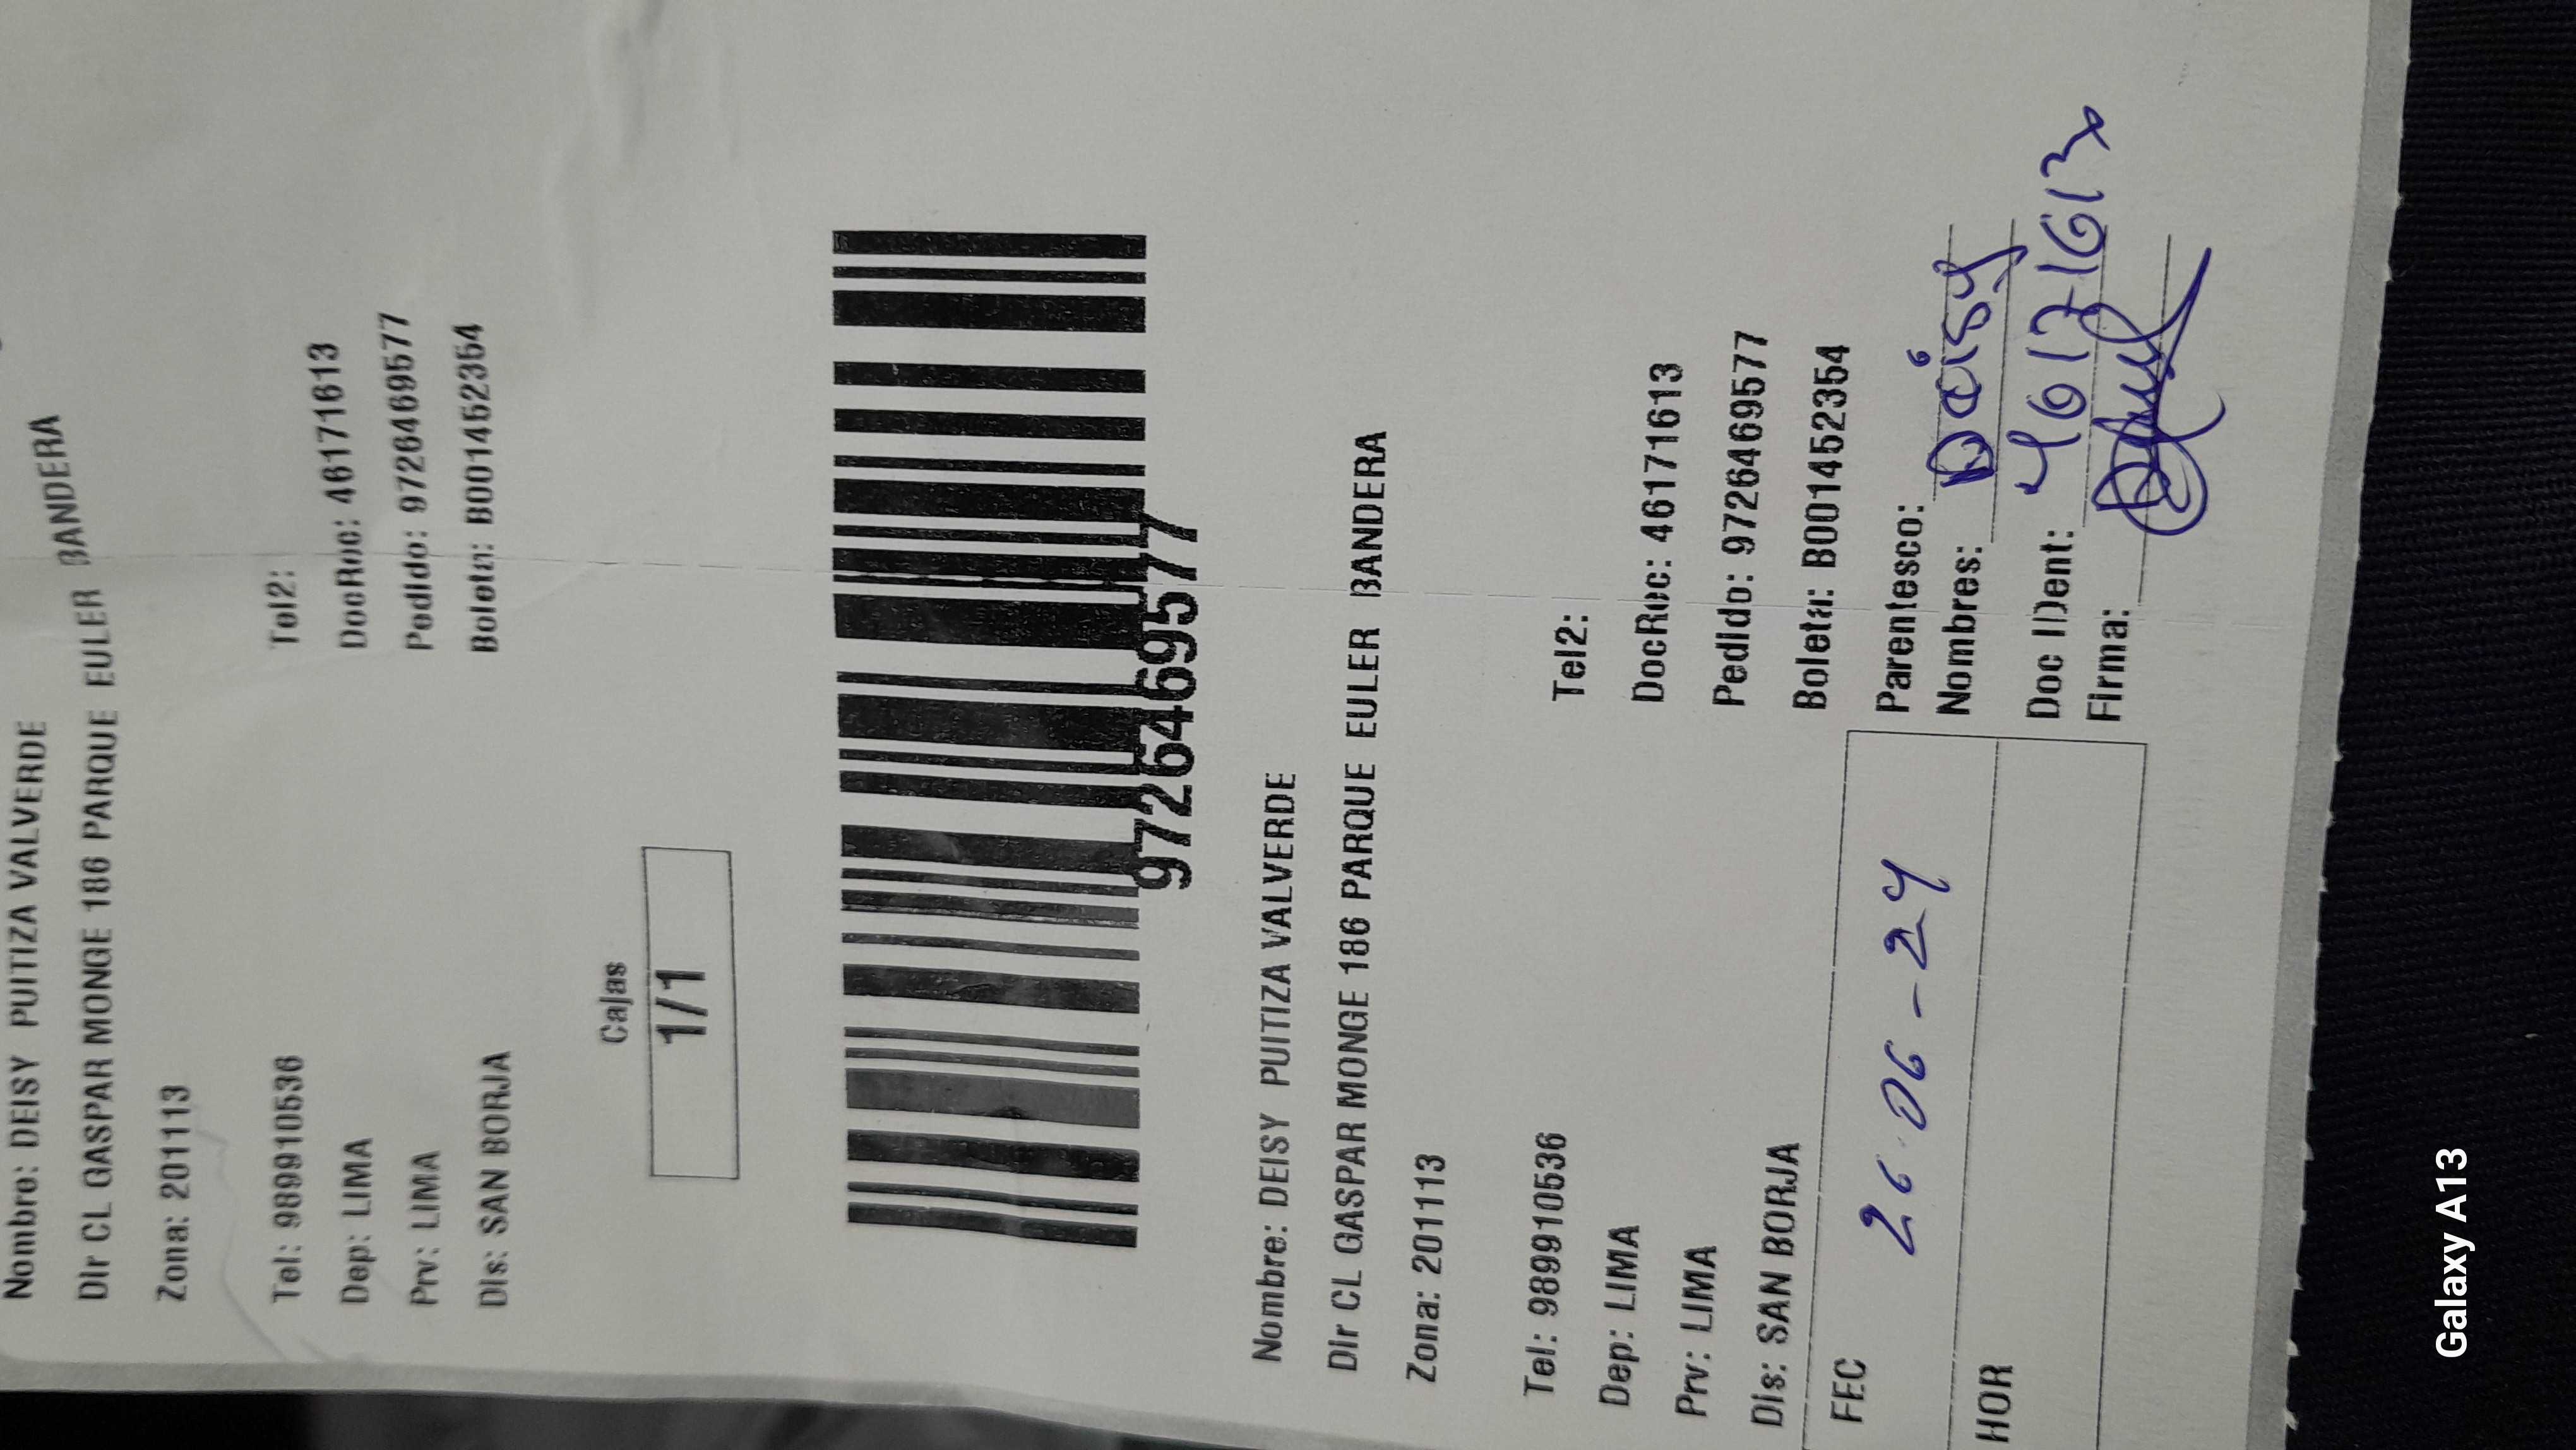 Nombre: DEISY PUITIZA VALVERDE
Dir CL GASPAR MONGE 186 PARQUE EULER BANDERA
Zona: 201113
Tel: 989910536
Tel2:
Dep: LIMA
DocRec: 46171613
Prv: LIMA
Pedido: 9726469577
Dis: SAN BORJA
Boleta: B001452354
Cajas
1/1
9726469577
Nombre: DEISY PUITIZA VALVERDE
Dir CL GASPAR MONGE 186 PARQUE EULER BANDERA
Zona: 201113
Tel: 989910536
Tel2:
Dep: LIMA
DocRec: 46171613
Prv: LIMA
Pedido: 9726469577
Dis: SAN BORJA
Boleta: B001452354
FEC 26-06-24
Parentesco:
Nombres: Deisy
HOR
Doc IDent: 46171613
Firma:
Galaxy A13